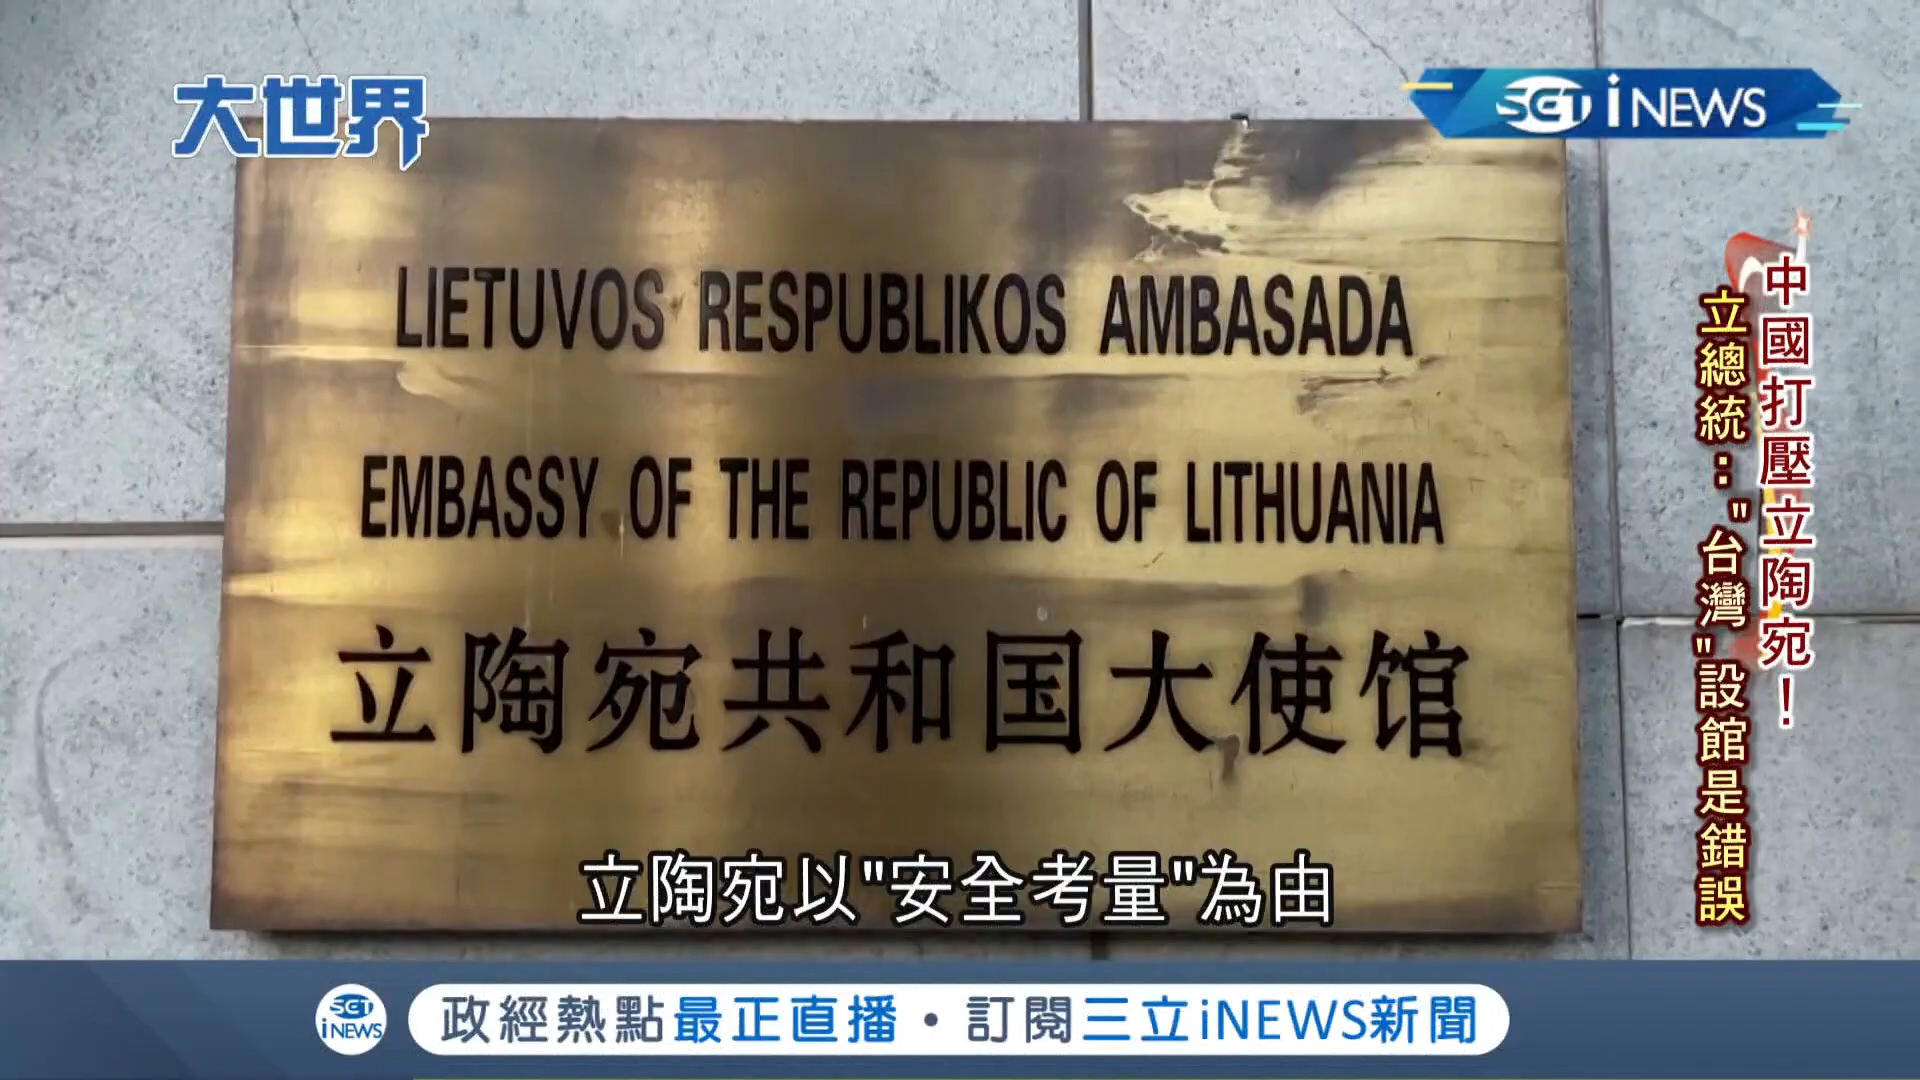 大世界
SET iNEWS
LIETUVOS RESPUBLIKOS AMBASADA
EMBASSY OF THE REPUBLIC OF LITHUANIA
立陶宛共和国大使馆
中國打壓立陶宛!
立總統:"台灣"設館是錯誤
立陶宛以"安全考量"為由
SET iNEWS
政經熱點最正直播・訂閱三立iNEWS新聞